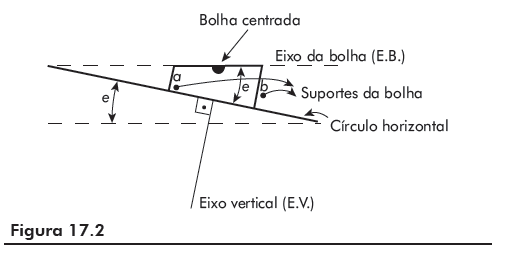 Bolha centrada
Eixo da bolha (E.B.)
a
e
b
Suportes da bolha
e
Círculo horizontal
Eixo vertical (E.V.)
Figura 17.2